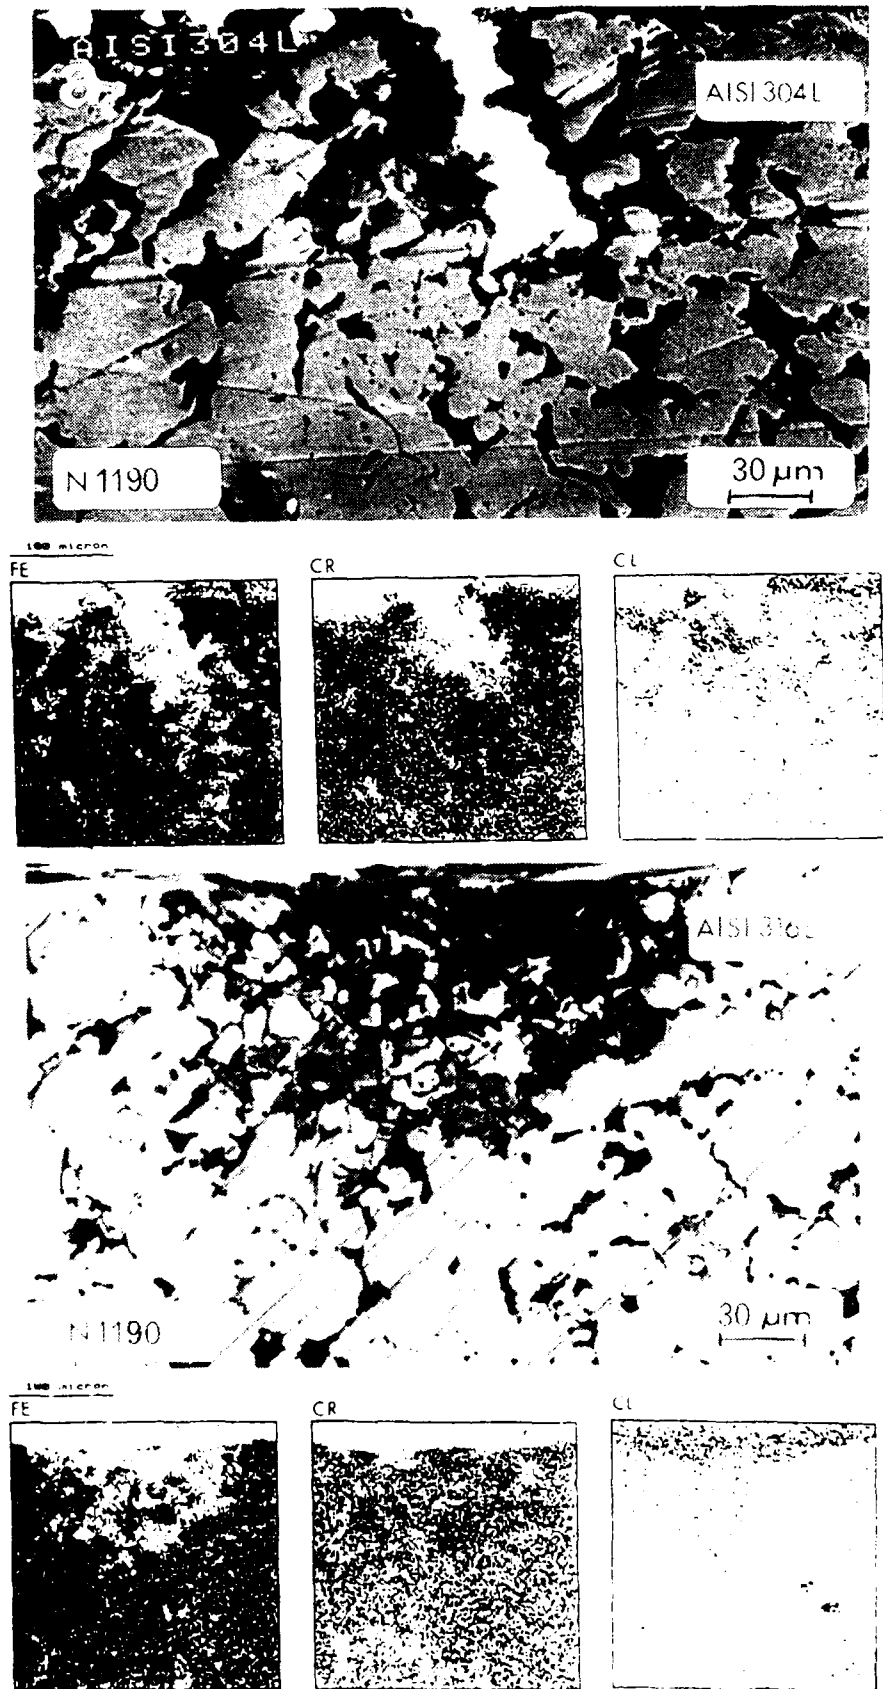 AISI304L
AISI 304L
N 1190
30 µm
100 micron
FE
CR
CL
AISI 316L
N 1190
30 µm
100 micron
FE
CR
CL